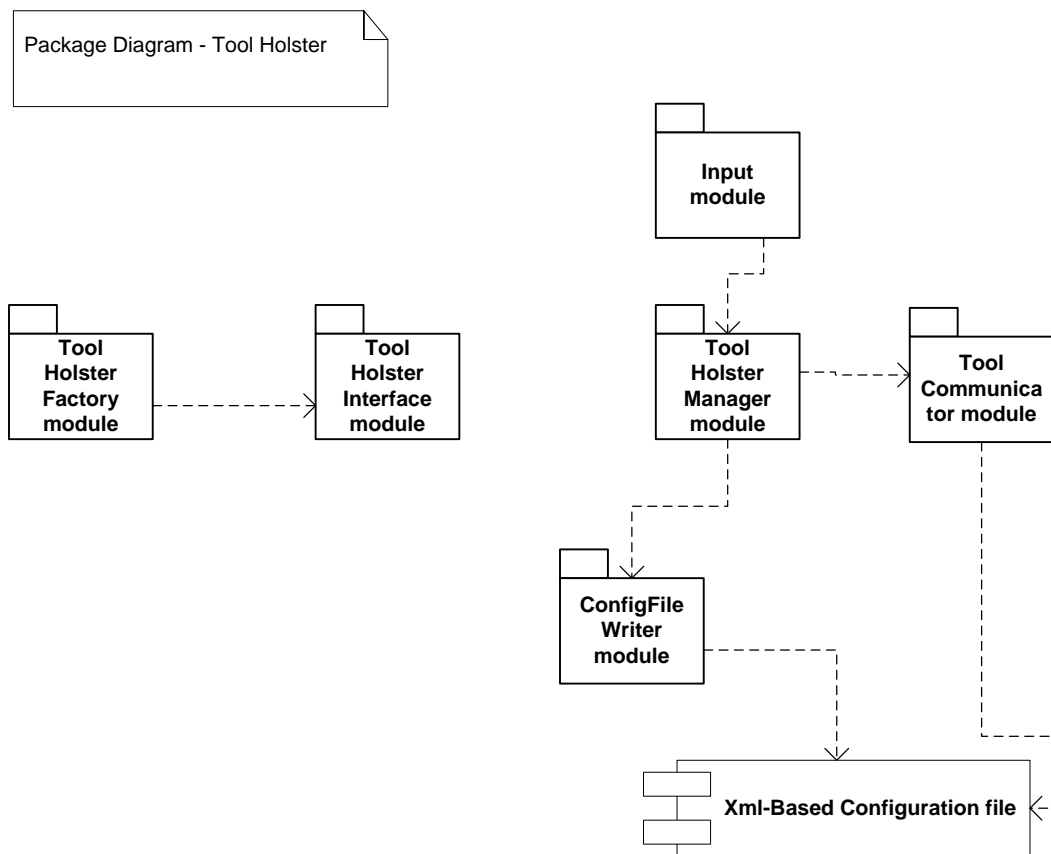 Package Diagram - Tool Holster
Input
module
Tool
Holster
Factory
module
Tool
Holster
Interface
module
Tool
Holster
Manager
module
Tool
Communica
tor module
ConfigFile
Writer
module
Xml-Based Configuration file